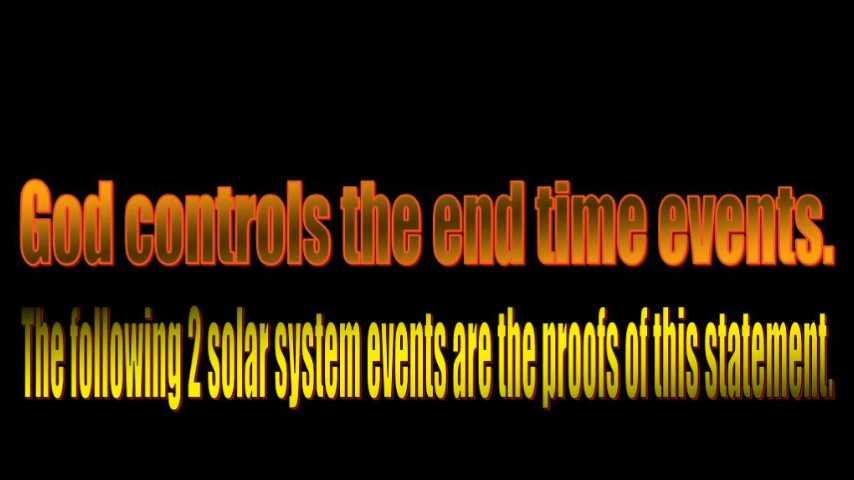 God controls the end time events.
The following 2 solar system events are the proofs of this statement.